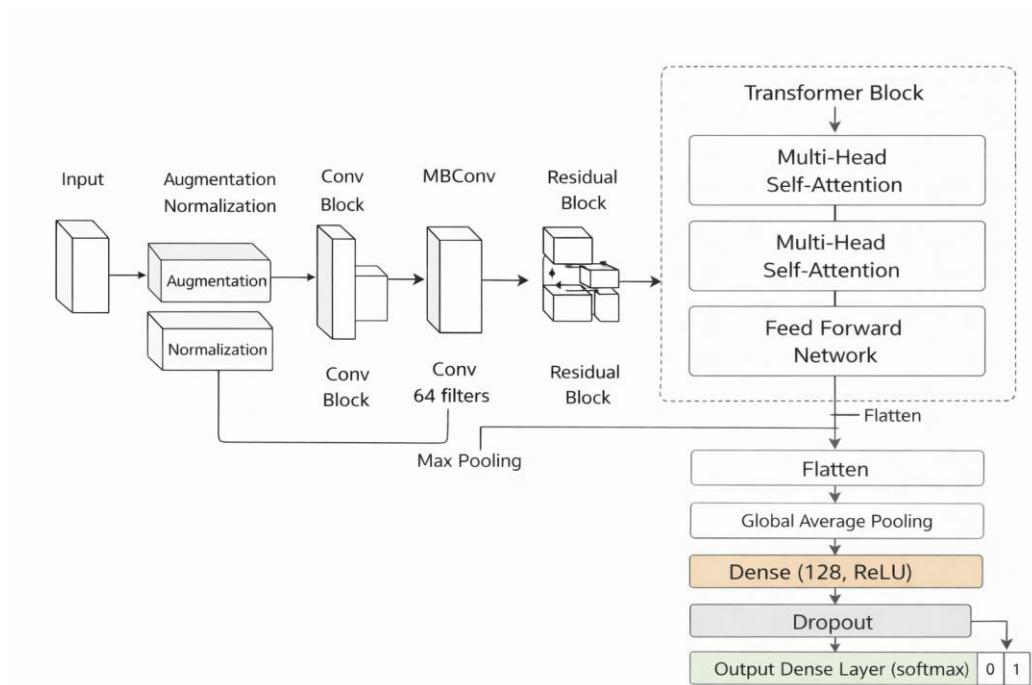 Input
Augmentation
Normalization
Augmentation
Normalization
Conv
Block
Conv
Block
MBConv
Conv
64 filters
Residual
Block
Residual
Block
Max Pooling
Transformer Block
Multi-Head
Self-Attention
Multi-Head
Self-Attention
Feed Forward
Network
Flatten
Flatten
Global Average Pooling
Dense (128, ReLU)
Dropout
Output Dense Layer (softmax) 0 1